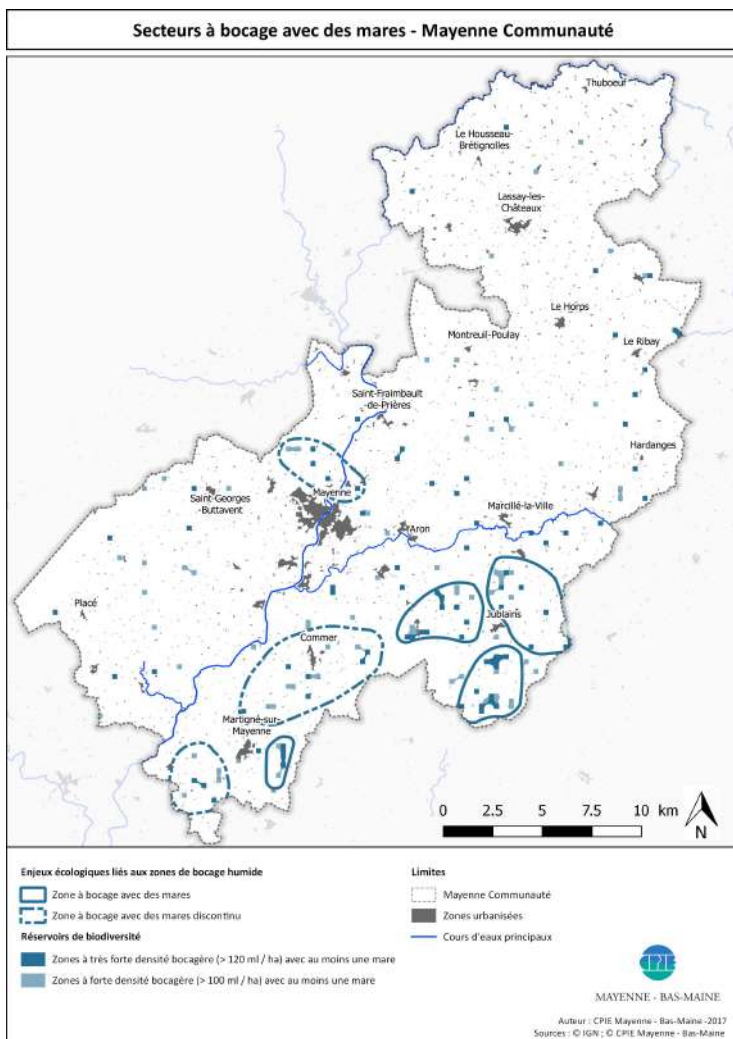 Secteurs à bocage avec des mares - Mayenne Communauté
Thuboeuf
Le Housseau-
Brétignolles
Lassay-les-
Châteaux
Le Horps
Montreuil-Poulay
Le Ribay
Saint-Fraimbault
-de-Prières
Hardanges
Mayenne
Saint-Georges-
Buttavent
Marcillé-la-Ville
Aron
Placé
Jublains
Commer
Martigné-sur-
Mayenne
0 2.5 5 7.5 10 km
N
Enjeux écologiques liés aux zones de bocage humide
Zone à bocage avec des mares
Zone à bocage avec des mares discontinu
Réservoirs de biodiversité
Zones à très forte densité bocagère (> 120 ml / ha) avec au moins une mare
Zones à forte densité bocagère (> 100 ml / ha) avec au moins une mare
Limites
Mayenne Communauté
Zones urbanisées
Cours d'eaux principaux
CPIE
MAYENNE - BAS-MAINE
Auteur : CPIE Mayenne - Bas-Maine -2017
Sources : © IGN ; © CPIE Mayenne - Bas-Maine